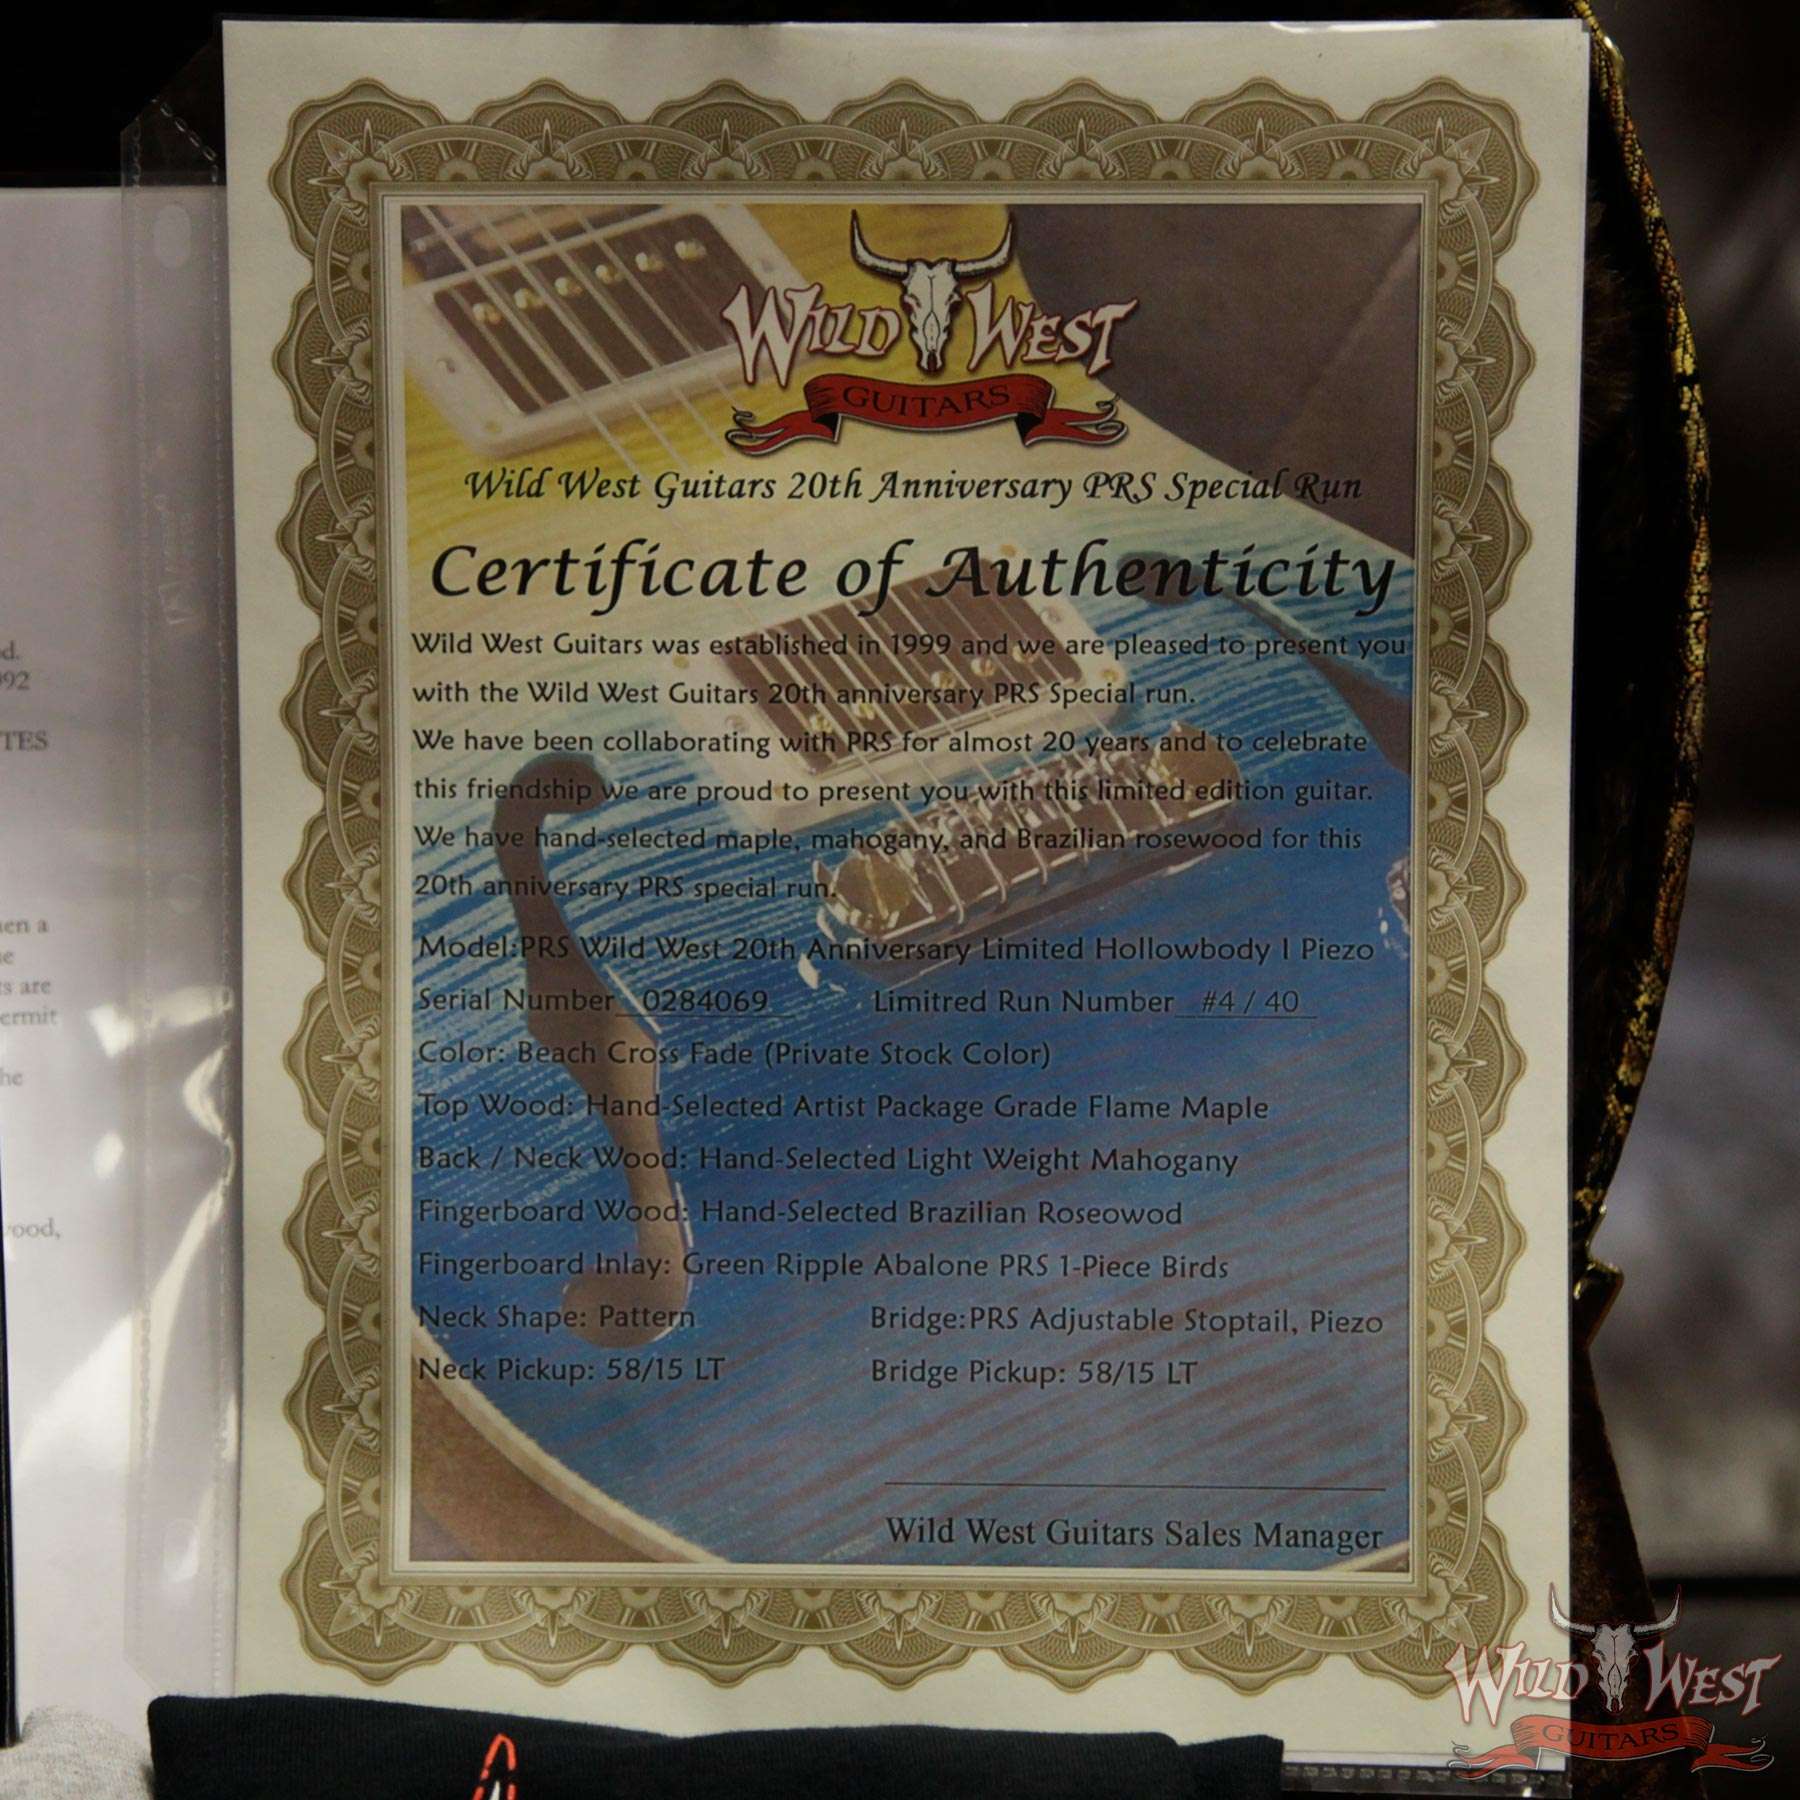 d.
92
TES
en a
e
s are
ermit
he
ood,
WILD WEST
GUITARS
Wild West Guitars 20th Anniversary PRS Special Run
Certificate of Authenticity
Wild West Guitars was established in 1999 and we are pleased to present you
with the Wild West Guitars 20th anniversary PRS Special run.
We have been collaborating with PRS for almost 20 years and to celebrate
this friendship we are proud to present you with this limited edition guitar.
We have hand-selected maple, mahogany, and Brazilian rosewood for this
20th anniversary PRS special run.
Model:PRS Wild West 20th Anniversary Limited Hollowbody I Piezo
Serial Number 0284069 Limitred Run Number #4 / 40
Color: Beach Cross Fade (Private Stock Color)
Top Wood: Hand-Selected Artist Package Grade Flame Maple
Back / Neck Wood: Hand-Selected Light Weight Mahogany
Fingerboard Wood: Hand-Selected Brazilian Roseowod
Fingerboard Inlay: Green Ripple Abalone PRS 1-Piece Birds
Neck Shape: Pattern Bridge:PRS Adjustable Stoptail, Piezo
Neck Pickup: 58/15 LT Bridge Pickup: 58/15 LT
Wild West Guitars Sales Manager
WILD WEST
GUITARS